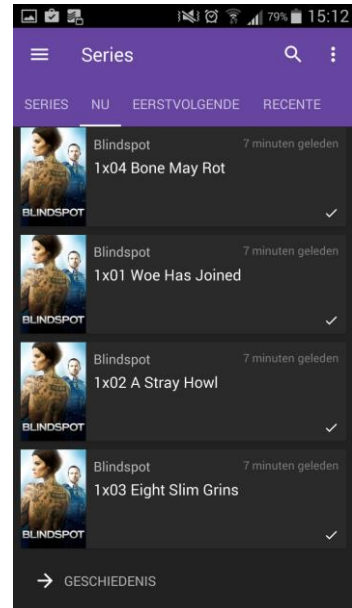 79% 15:12
Series
SERIES NU EERSTVOLGENDE RECENTE
Blindspot 7 minuten geleden
1x04 Bone May Rot
BLINDSPOT
Blindspot 7 minuten geleden
1x01 Woe Has Joined
BLINDSPOT
Blindspot 7 minuten geleden
1x02 A Stray Howl
BLINDSPOT
Blindspot 7 minuten geleden
1x03 Eight Slim Grins
BLINDSPOT
GESCHIEDENIS